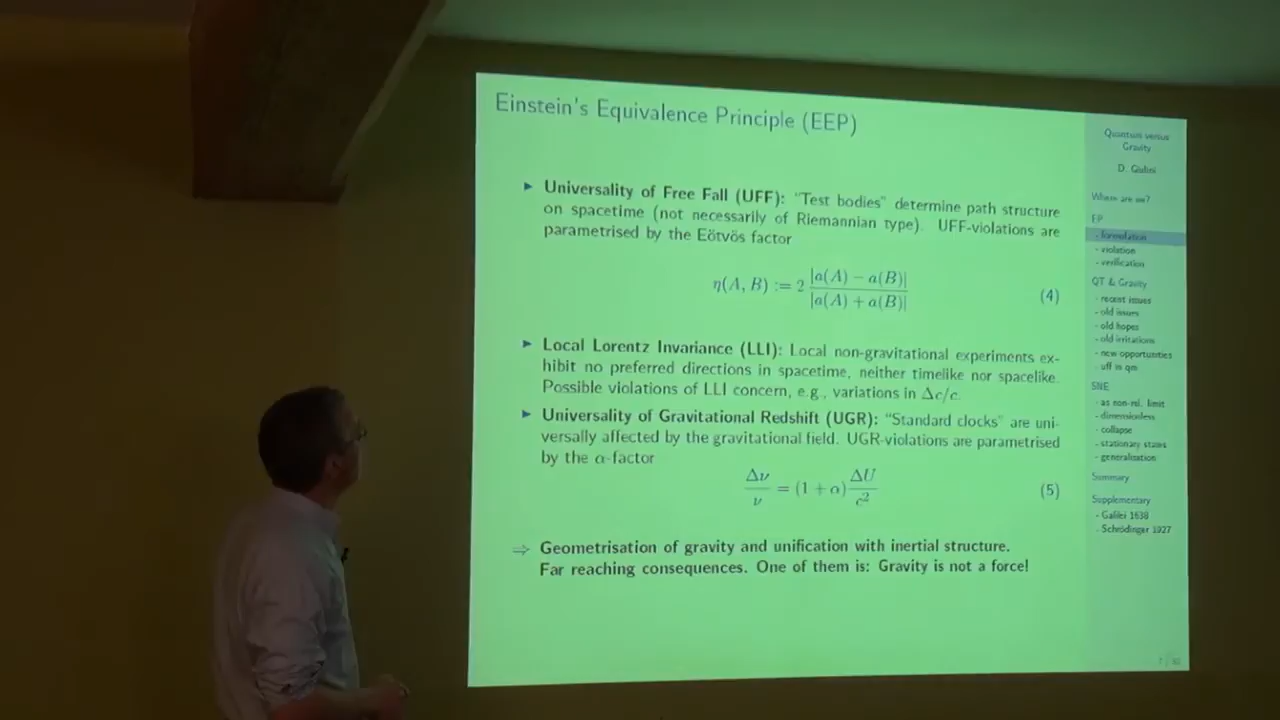 Einstein's Equivalence Principle (EEP)
▶ Universality of Free Fall (UFF): "Test bodies" determine path structure
on spacetime (not necessarily of Riemannian type). UFF-violations are
parametrised by the Eötvös factor
η(A, B) := 2 |a(A) − a(B)| / |a(A) + a(B)| (4)
▶ Local Lorentz Invariance (LLI): Local non-gravitational experiments ex-
hibit no preferred directions in spacetime, neither timelike nor spacelike.
Possible violations of LLI concern, e.g., variations in Δc/c.
▶ Universality of Gravitational Redshift (UGR): "Standard clocks" are uni-
versally affected by the gravitational field. UGR-violations are parametrised
by the α-factor
Δν/ν = (1 + α) ΔU/c² (5)
⇒ Geometrisation of gravity and unification with inertial structure.
Far reaching consequences. One of them is: Gravity is not a force!
Quantum versus
Gravity
D. Giulini
Where are we?
EP
- formulation
- violation
- verification
QT & Gravity
- recent issues
- old issues
- old hopes
- old irritations
- new opportunities
- uff in qm
SNE
- as non-rel. limit
- dimensionless
- collapse
- stationary states
- generalization
Summary
Supplementary
- Galilei 1638
- Schrödinger 1927